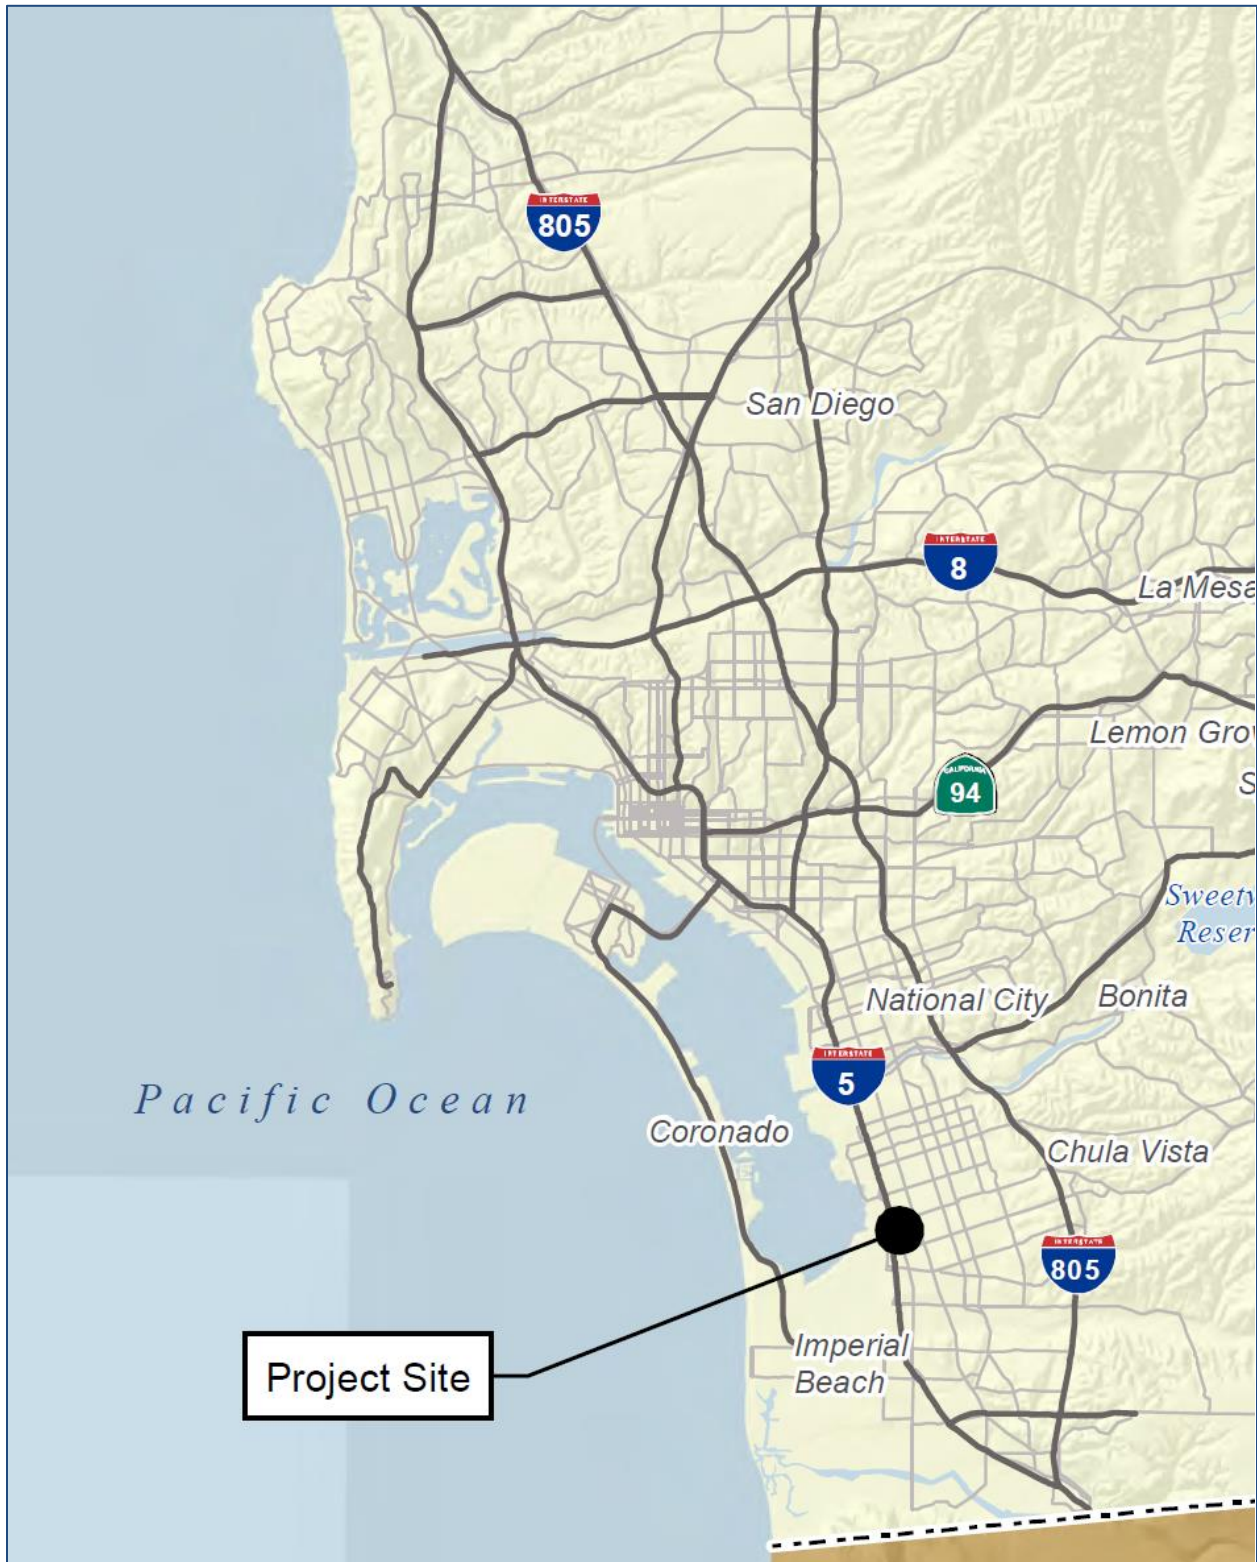 INTERSTATE
805
San Diego
INTERSTATE
8
La Mesa
Lemon Gro
S
CALIFORNIA
94
Sweetw
Reser
National City
Bonita
INTERSTATE
5
Pacific Ocean
Coronado
Chula Vista
INTERSTATE
805
Project Site
Imperial
Beach